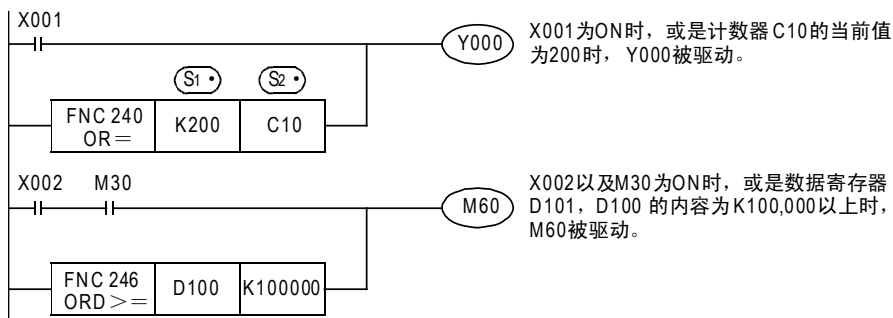 X001
Y000
X001为ON时，或是计数器C10的当前值
为200时，Y000被驱动。
S1·
S2·
FNC 240
OR＝
K200
C10
X002
M30
M60
X002以及M30为ON时，或是数据寄存器
D101，D100 的内容为K100,000以上时，
M60被驱动。
FNC 246
ORD＞＝
D100
K100000